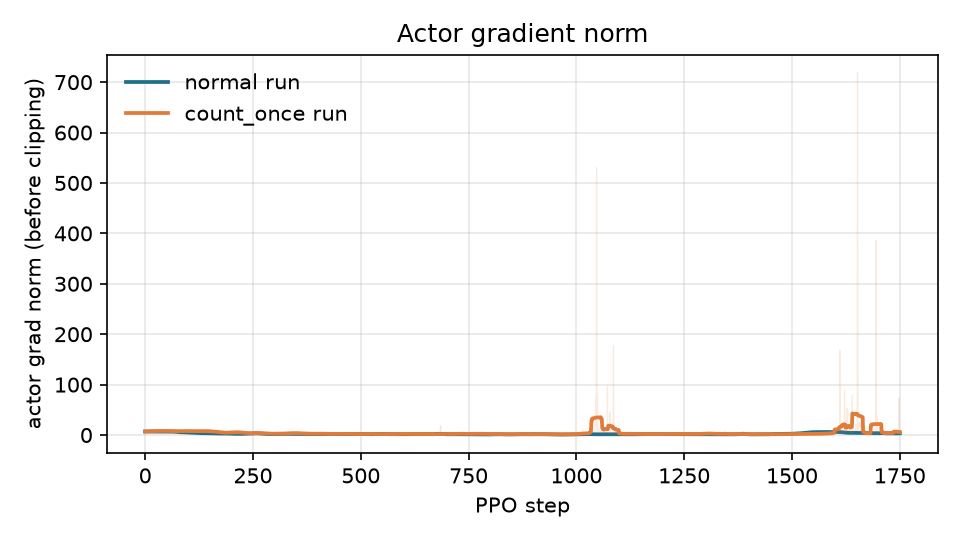 Actor gradient norm
normal run
count_once run
actor grad norm (before clipping)
700
600
500
400
300
200
100
0
0 250 500 750 1000 1250 1500 1750
PPO step